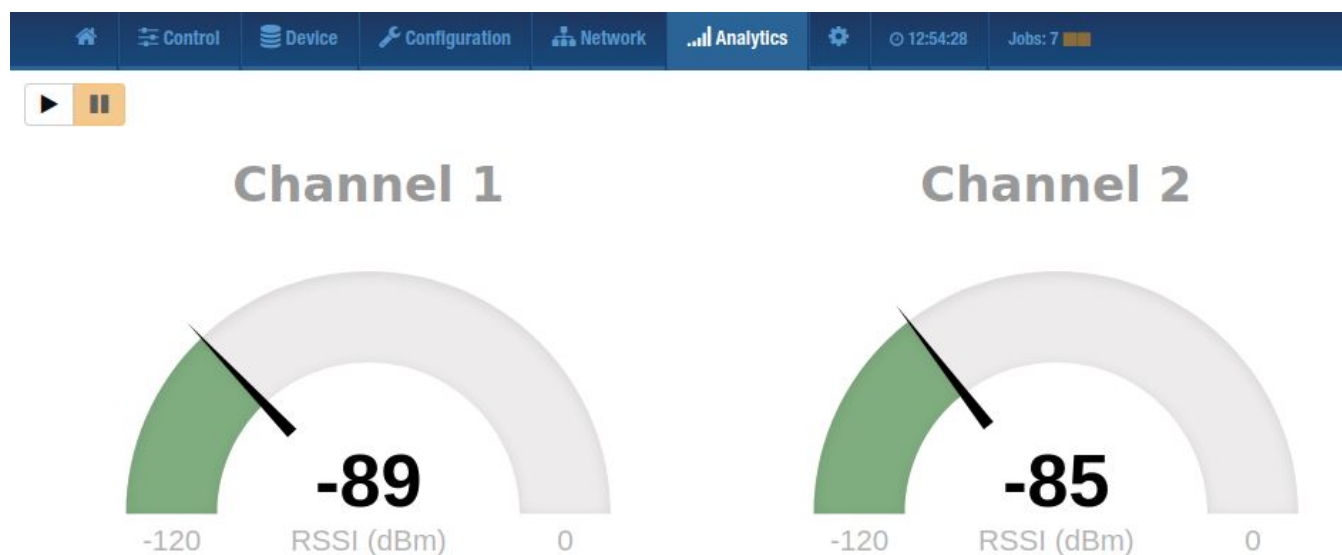 Control Device Configuration Network Analytics 12:54:28 Jobs: 7
Channel 1 Channel 2
-89 -85
-120 RSSI (dBm) 0 -120 RSSI (dBm) 0